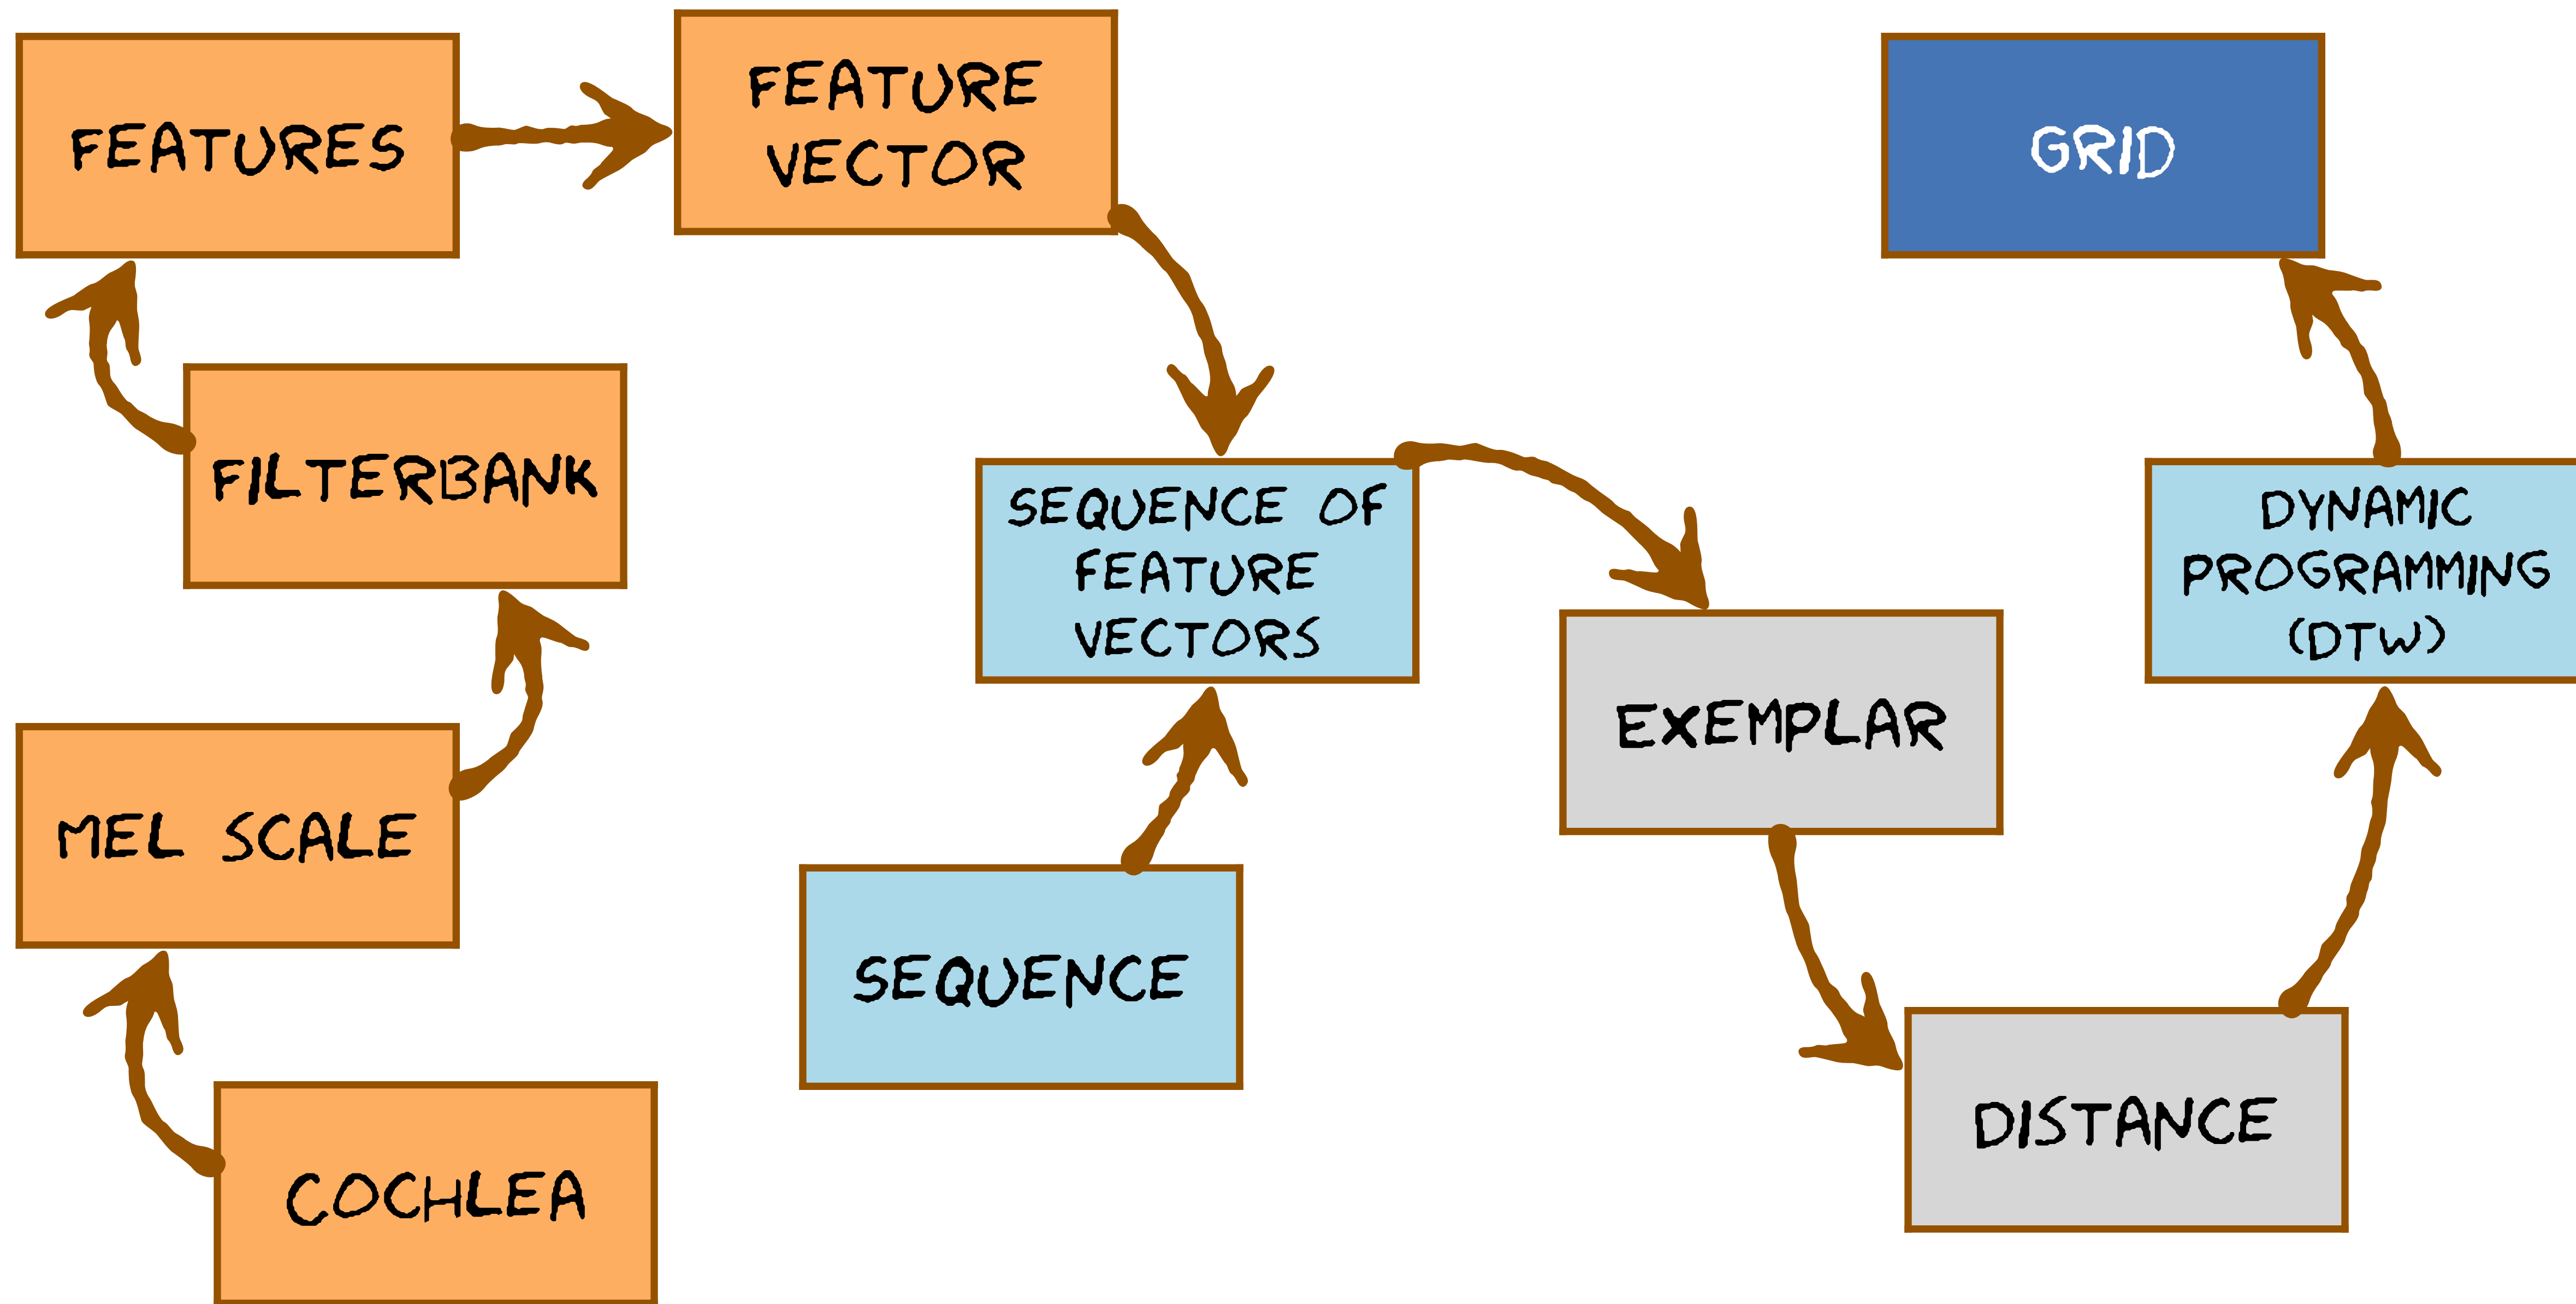 FEATURES
FEATURE
VECTOR
GRID
FILTERBANK
SEQUENCE OF
FEATURE
VECTORS
DYNAMIC
PROGRAMMING
(DTW)
EXEMPLAR
MEL SCALE
SEQUENCE
DISTANCE
COCHLEA